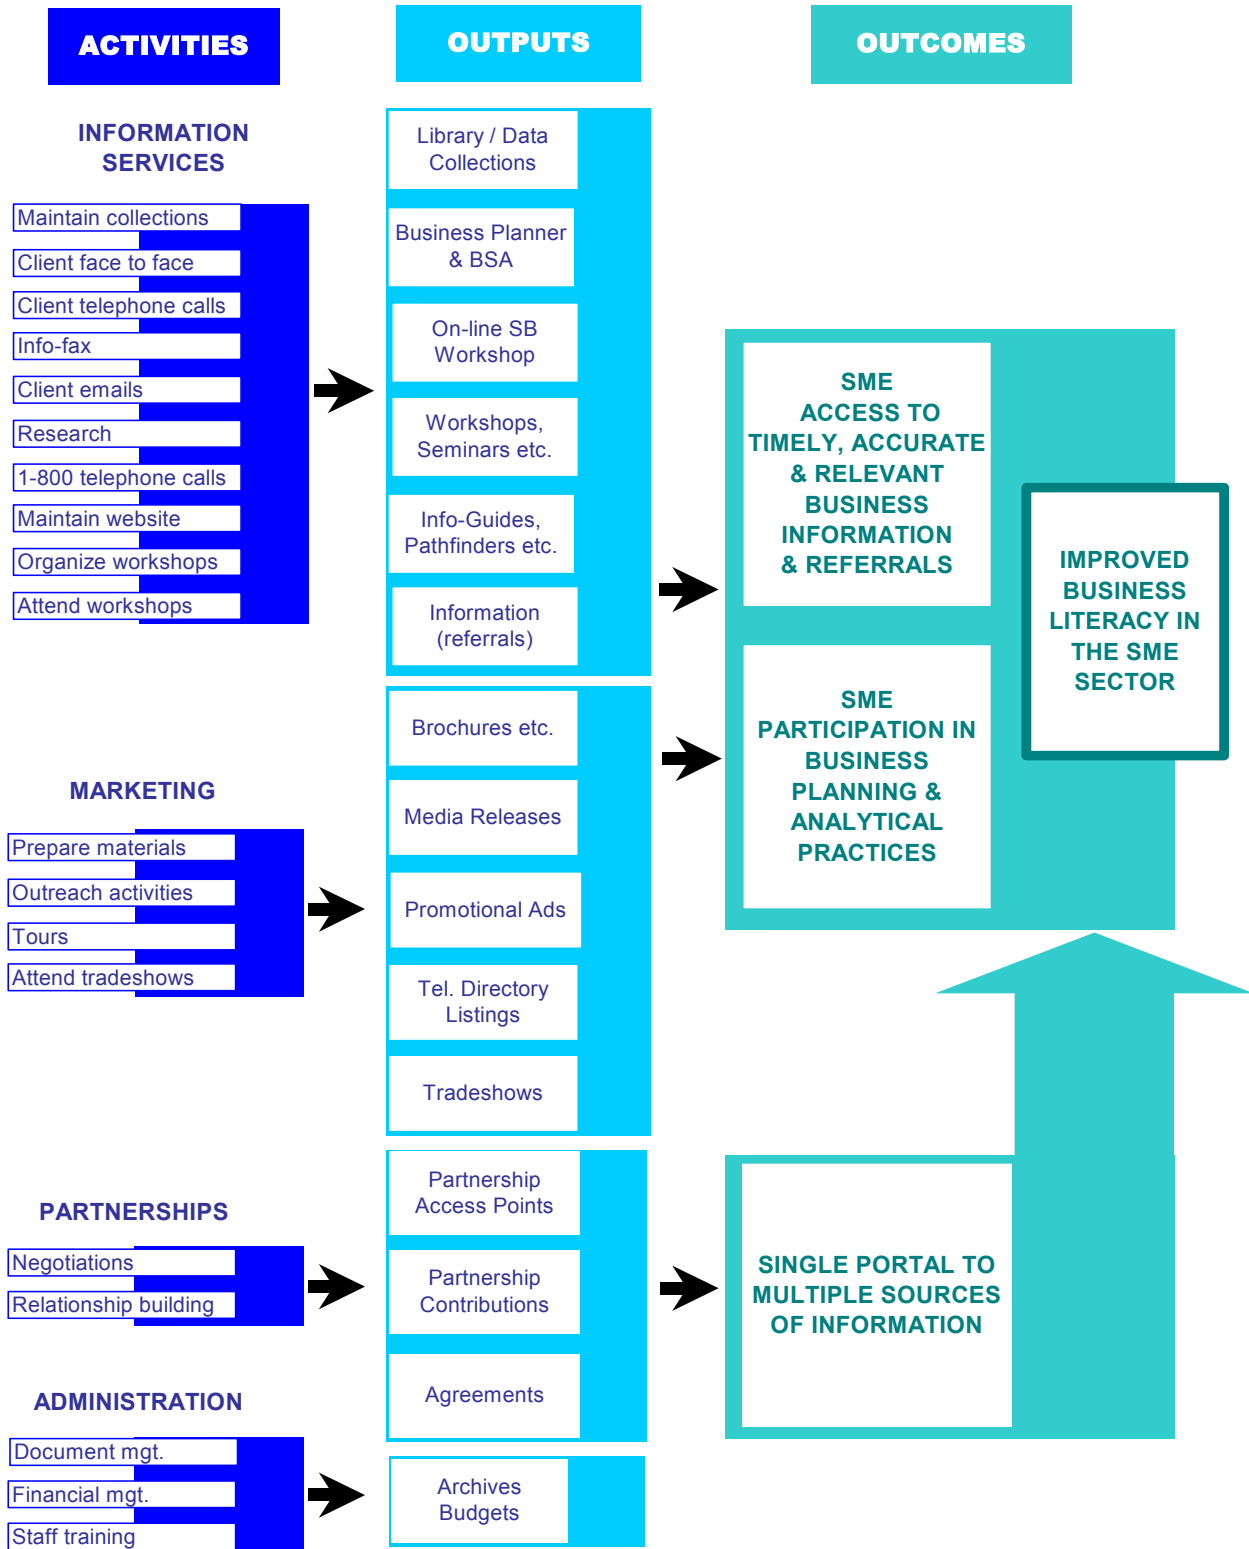 ACTIVITIES
OUTPUTS
OUTCOMES
INFORMATION
SERVICES
Maintain collections
Client face to face
Client telephone calls
Info-fax
Client emails
Research
1-800 telephone calls
Maintain website
Organize workshops
Attend workshops
MARKETING
Prepare materials
Outreach activities
Tours
Attend tradeshows
PARTNERSHIPS
Negotiations
Relationship building
ADMINISTRATION
Document mgt.
Financial mgt.
Staff training
Library / Data
Collections
Business Planner
& BSA
On-line SB
Workshop
Workshops,
Seminars etc.
Info-Guides,
Pathfinders etc.
Information
(referrals)
Brochures etc.
Media Releases
Promotional Ads
Tel. Directory
Listings
Tradeshows
Partnership
Access Points
Partnership
Contributions
Agreements
Archives
Budgets
SME
ACCESS TO
TIMELY, ACCURATE
& RELEVANT
BUSINESS
INFORMATION
& REFERRALS
SME
PARTICIPATION IN
BUSINESS
PLANNING &
ANALYTICAL
PRACTICES
IMPROVED
BUSINESS
LITERACY IN
THE SME
SECTOR
SINGLE PORTAL TO
MULTIPLE SOURCES
OF INFORMATION